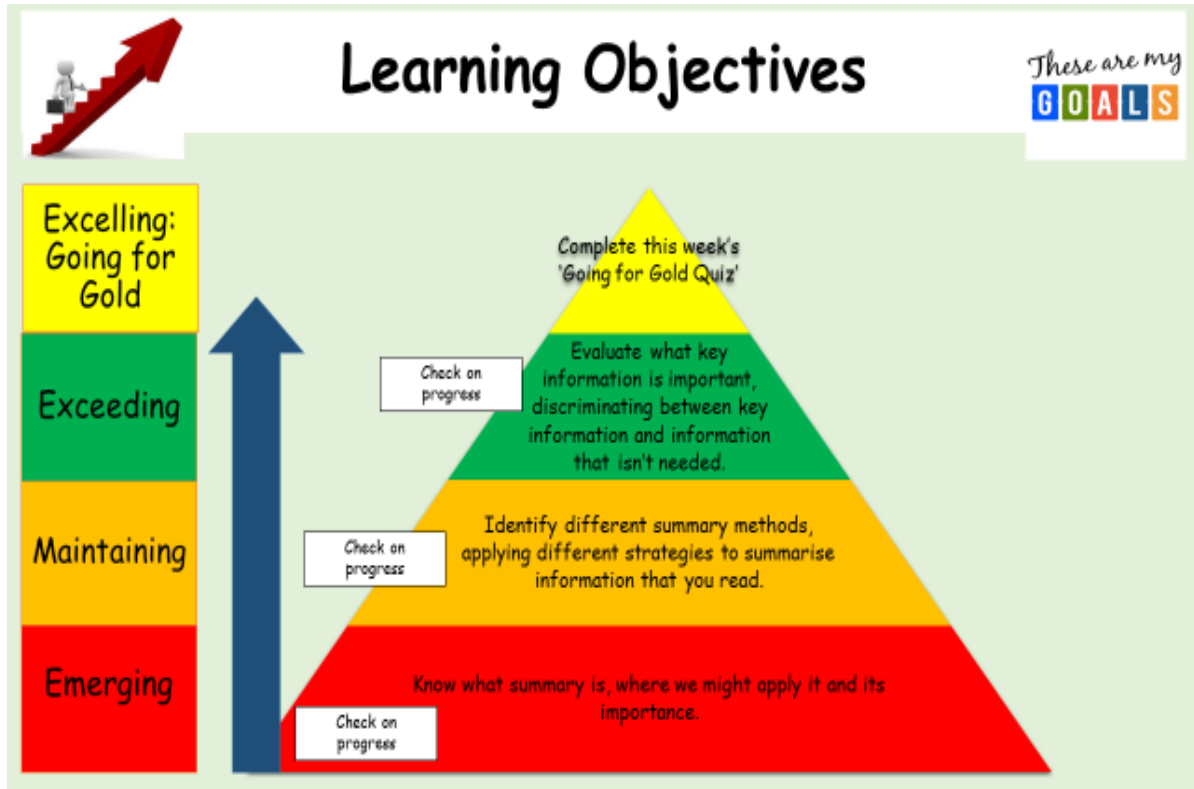 Learning Objectives
These are my
GOALS
Excelling:
Going for
Gold
Complete this week's
'Going for Gold Quiz'
Exceeding
Check on
progress
Evaluate what key
information is important,
discriminating between key
information and information
that isn't needed.
Maintaining
Check on
progress
Identify different summary methods,
applying different strategies to summarise
information that you read.
Emerging
Check on
progress
Know what summary is, where we might apply it and its
importance.